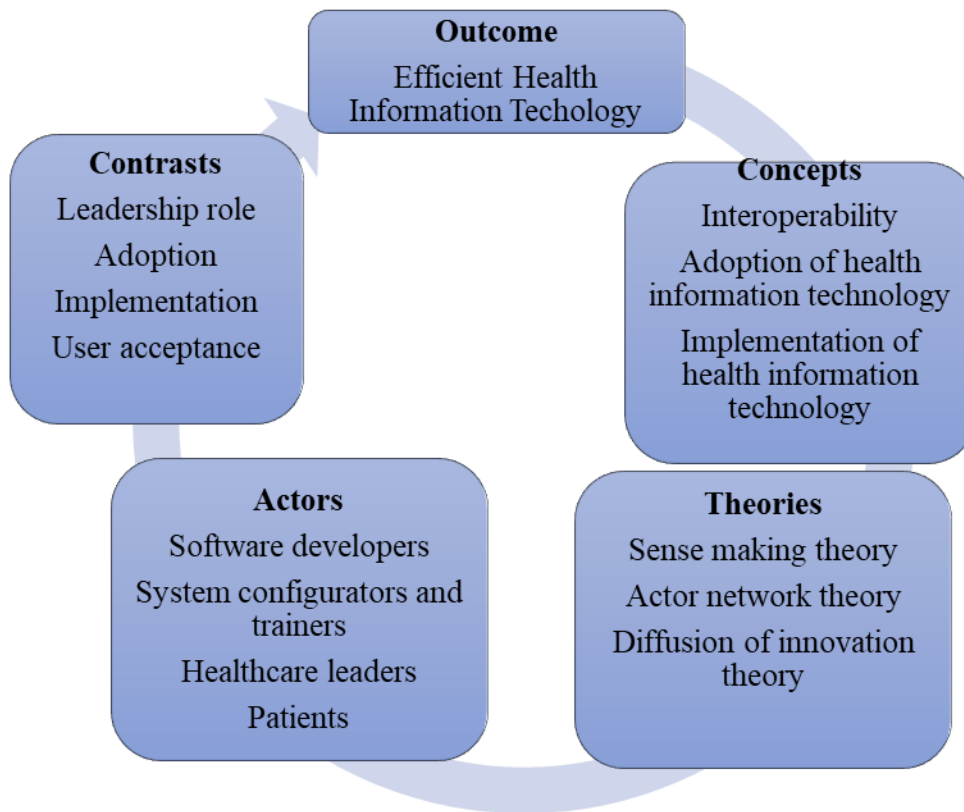 Outcome
Efficient Health
Information Techology
Concepts
Interoperability
Adoption of health
information technology
Implementation of
health information
technology
Theories
Sense making theory
Actor network theory
Diffusion of innovation
theory
Actors
Software developers
System configurators and
trainers
Healthcare leaders
Patients
Contrasts
Leadership role
Adoption
Implementation
User acceptance